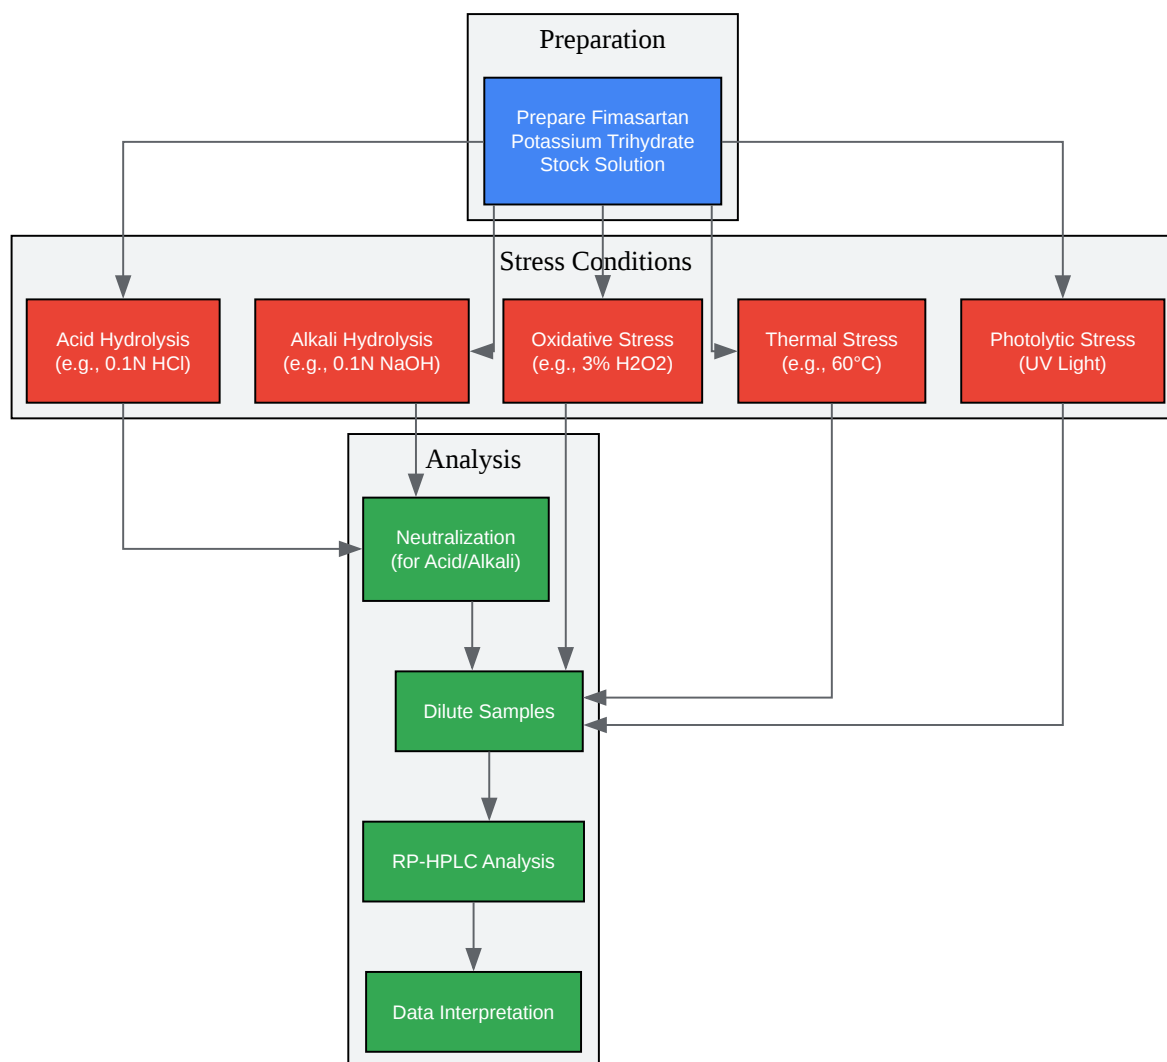 Preparation
Prepare Fimasartan
Potassium Trihydrate
Stock Solution
Stress Conditions
Acid Hydrolysis
(e.g., 0.1N HCl)
Alkali Hydrolysis
(e.g., 0.1N NaOH)
Oxidative Stress
(e.g., 3% H2O2)
Thermal Stress
(e.g., 60°C)
Photolytic Stress
(UV Light)
Analysis
Neutralization
(for Acid/Alkali)
Dilute Samples
RP-HPLC Analysis
Data Interpretation